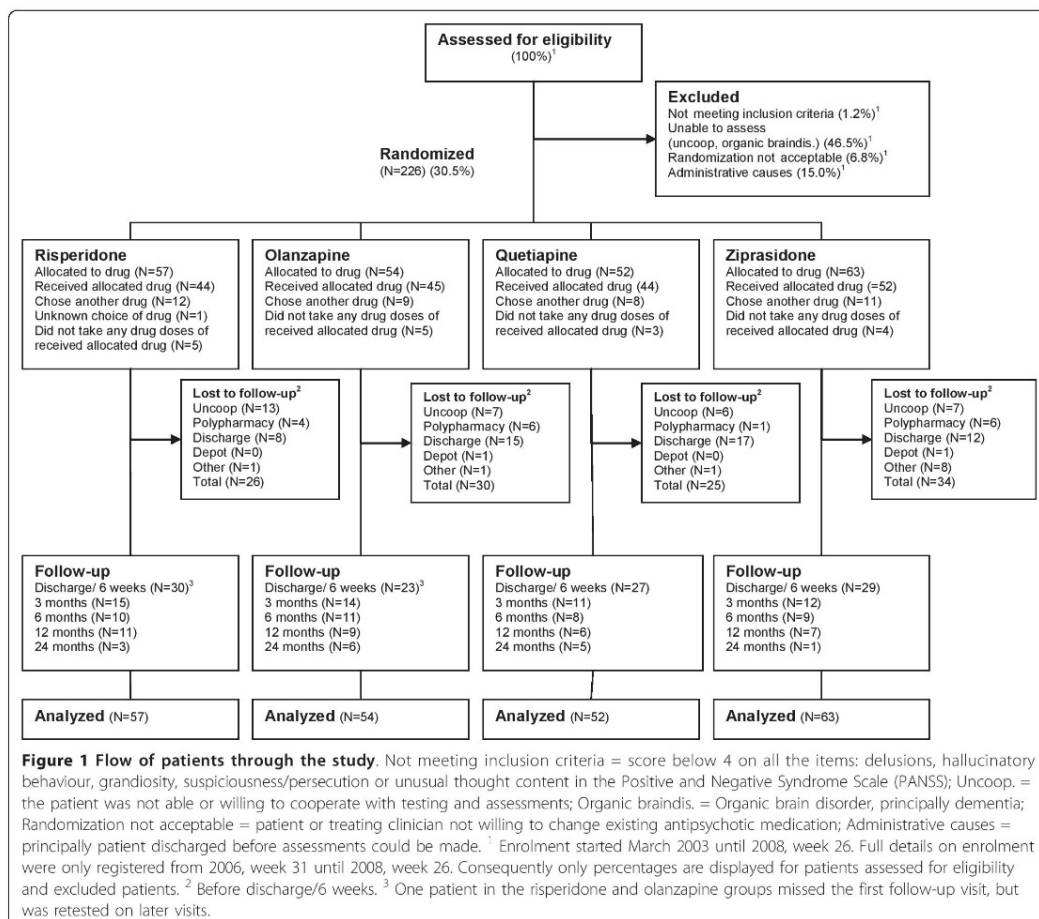 Assessed for eligibility
(100%)¹
Excluded
Not meeting inclusion criteria (1.2%)¹
Unable to assess
(uncoop, organic braindis.) (46.5%)¹
Randomization not acceptable (6.8%)¹
Administrative causes (15.0%)¹
Randomized
(N=226) (30.5%)
Risperidone
Allocated to drug (N=57)
Received allocated drug (N=44)
Chose another drug (N=12)
Unknown choice of drug (N=1)
Did not take any drug doses of
received allocated drug (N=5)
Olanzapine
Allocated to drug (N=54)
Received allocated drug (N=45)
Chose another drug (N=9)
Did not take any drug doses of
received allocated drug (N=5)
Quetiapine
Allocated to drug (N=52)
Received allocated drug (44)
Chose another drug (N=8)
Did not take any drug doses of
received allocated drug (N=3)
Ziprasidone
Allocated to drug (N=63)
Received allocated drug (=52)
Chose another drug (N=11)
Did not take any drug doses of
received allocated drug (N=4)
Lost to follow-up²
Uncoop (N=13)
Polypharmacy (N=4)
Discharge (N=8)
Depot (N=0)
Other (N=1)
Total (N=26)
Lost to follow-up²
Uncoop (N=7)
Polypharmacy (N=6)
Discharge (N=15)
Depot (N=1)
Other (N=1)
Total (N=30)
Lost to follow-up²
Uncoop (N=6)
Polypharmacy (N=1)
Discharge (N=17)
Depot (N=0)
Other (N=1)
Total (N=25)
Lost to follow-up²
Uncoop (N=7)
Polypharmacy (N=6)
Discharge (N=12)
Depot (N=1)
Other (N=8)
Total (N=34)
Follow-up
Discharge/ 6 weeks (N=30)³
3 months (N=15)
6 months (N=10)
12 months (N=11)
24 months (N=3)
Follow-up
Discharge/ 6 weeks (N=23)³
3 months (N=14)
6 months (N=11)
12 months (N=9)
24 months (N=6)
Follow-up
Discharge/ 6 weeks (N=27)
3 months (N=11)
6 months (N=8)
12 months (N=6)
24 months (N=5)
Follow-up
Discharge/ 6 weeks (N=29)
3 months (N=12)
6 months (N=9)
12 months (N=7)
24 months (N=1)
Analyzed (N=57)
Analyzed (N=54)
Analyzed (N=52)
Analyzed (N=63)
Figure 1 Flow of patients through the study. Not meeting inclusion criteria = score below 4 on all the items: delusions, hallucinatory
behaviour, grandiosity, suspiciousness/persecution or unusual thought content in the Positive and Negative Syndrome Scale (PANSS); Uncoop. =
the patient was not able or willing to cooperate with testing and assessments; Organic braindis. = Organic brain disorder, principally dementia;
Randomization not acceptable = patient or treating clinician not willing to change existing antipsychotic medication; Administrative causes =
principally patient discharged before assessments could be made. ¹ Enrolment started March 2003 until 2008, week 26. Full details on enrolment
were only registered from 2006, week 31 until 2008, week 26. Consequently only percentages are displayed for patients assessed for eligibility
and excluded patients. ² Before discharge/6 weeks. ³ One patient in the risperidone and olanzapine groups missed the first follow-up visit, but
was retested on later visits.